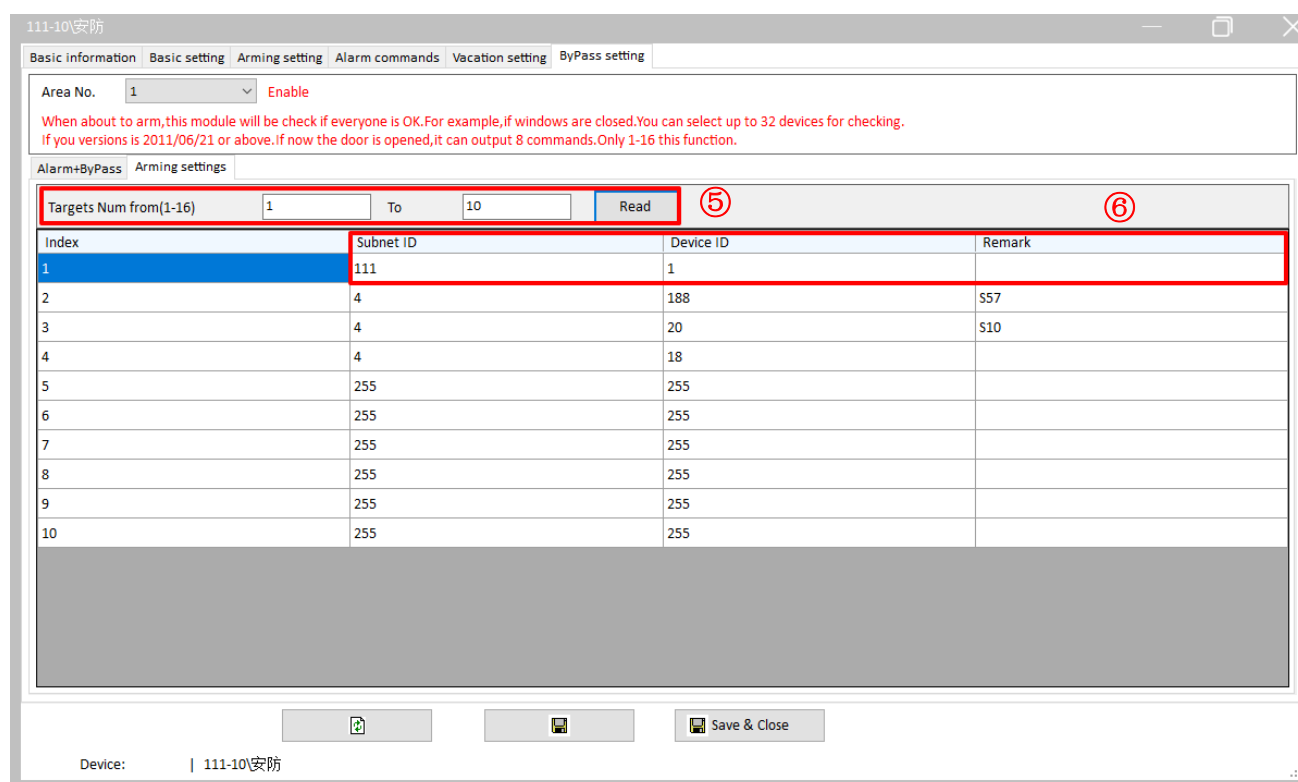 111-10\安防
Basic information Basic setting Arming setting Alarm commands Vacation setting ByPass setting
Area No. 1 Enable
When about to arm,this module will be check if everyone is OK.For example,if windows are closed.You can select up to 32 devices for checking.
If you versions is 2011/06/21 or above.If now the door is opened,it can output 8 commands.Only 1-16 this function.
Alarm+ByPass Arming settings
Targets Num from(1-16) 1 To 10 Read ⑤ ⑥
Index Subnet ID Device ID Remark
1 111 1
2 4 188 S57
3 4 20 S10
4 4 18
5 255 255
6 255 255
7 255 255
8 255 255
9 255 255
10 255 255
Save & Close
Device: | 111-10\安防